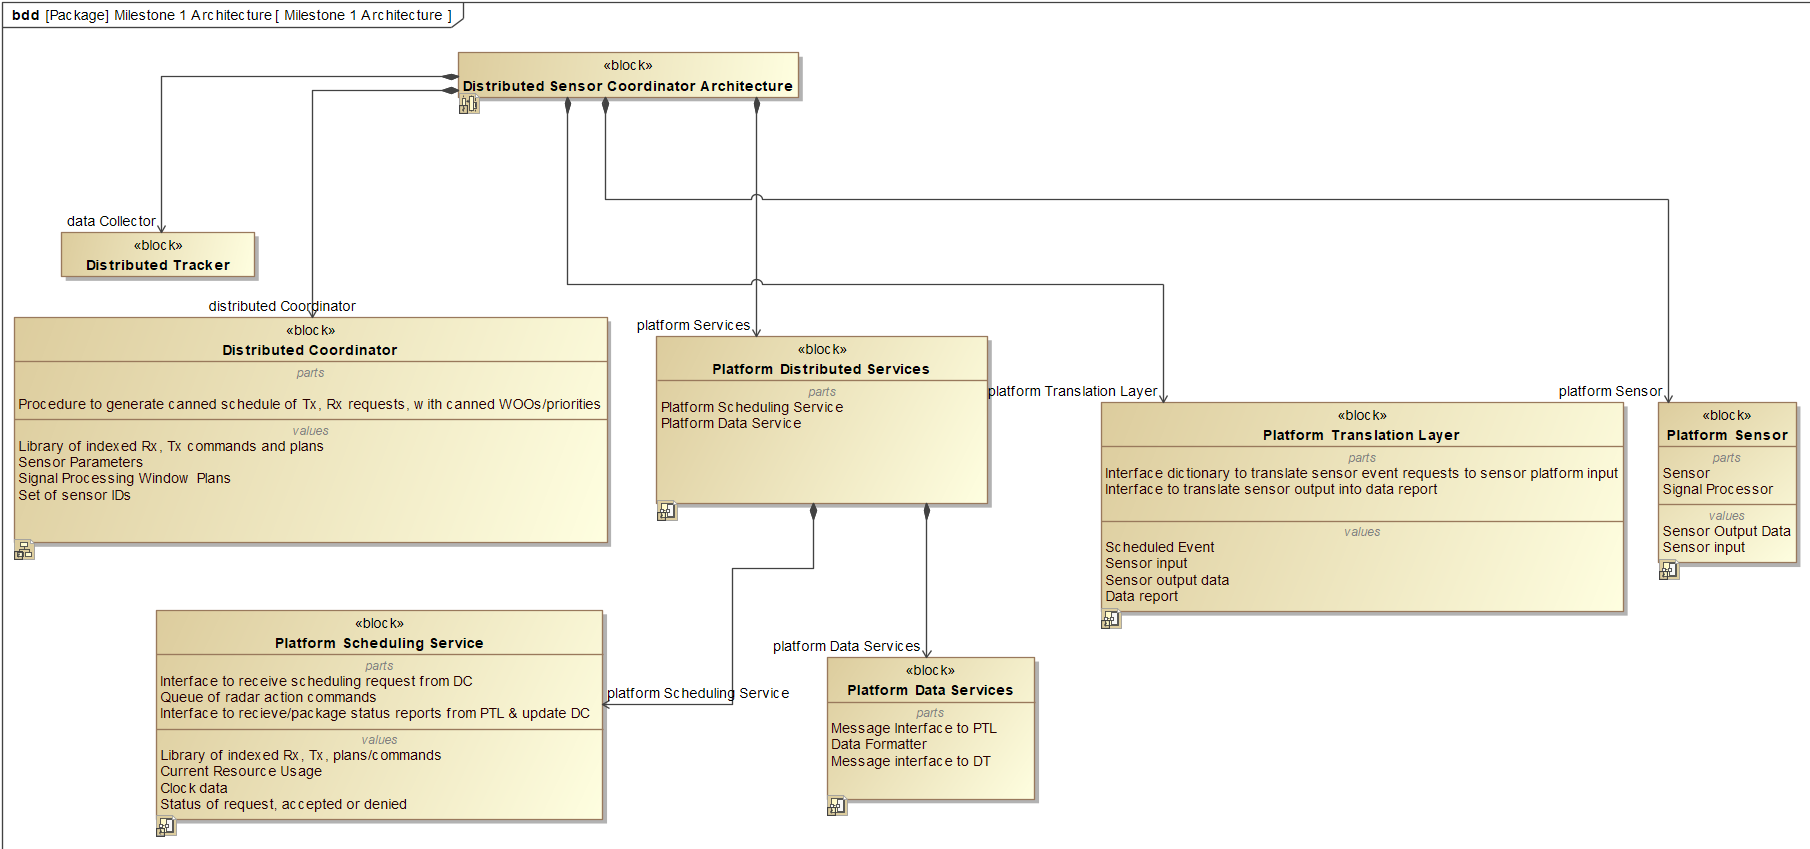 bdd [Package] Milestone 1 Architecture [ Milestone 1 Architecture ]
«block»
Distributed Sensor Coordinator Architecture
data Collector
«block»
Distributed Tracker
distributed Coordinator
«block»
Distributed Coordinator
parts
Procedure to generate canned schedule of Tx, Rx requests, with canned WOOs/priorities
values
Library of indexed Rx, Tx commands and plans
Sensor Parameters
Signal Processing Window Plans
Set of sensor IDs
platform Services
«block»
Platform Distributed Services
parts
Platform Scheduling Service
Platform Data Service
platform Translation Layer
«block»
Platform Translation Layer
parts
Interface dictionary to translate sensor event requests to sensor platform input
Interface to translate sensor output into data report
values
Scheduled Event
Sensor input
Sensor output data
Data report
platform Sensor
«block»
Platform Sensor
parts
Sensor
Signal Processor
values
Sensor Output Data
Sensor input
platform Scheduling Service
«block»
Platform Scheduling Service
parts
Interface to receive scheduling request from DC
Queue of radar action commands
Interface to recieve/package status reports from PTL & update DC
values
Library of indexed Rx, Tx, plans/commands
Current Resource Usage
Clock data
Status of request, accepted or denied
platform Data Services
«block»
Platform Data Services
parts
Message Interface to PTL
Data Formatter
Message interface to DT